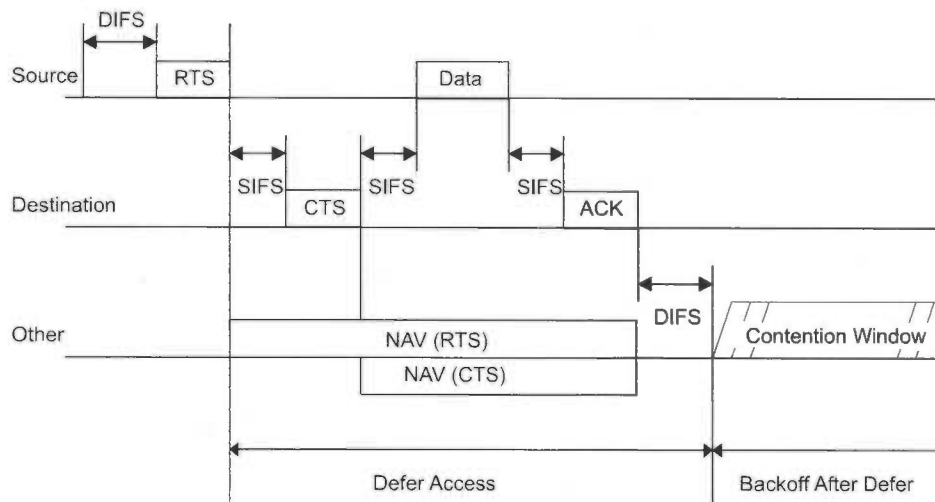 DIFS
Source
RTS
Data
SIFS
SIFS
SIFS
Destination
CTS
ACK
DIFS
Other
NAV (RTS)
Contention Window
NAV (CTS)
Defer Access
Backoff After Defer